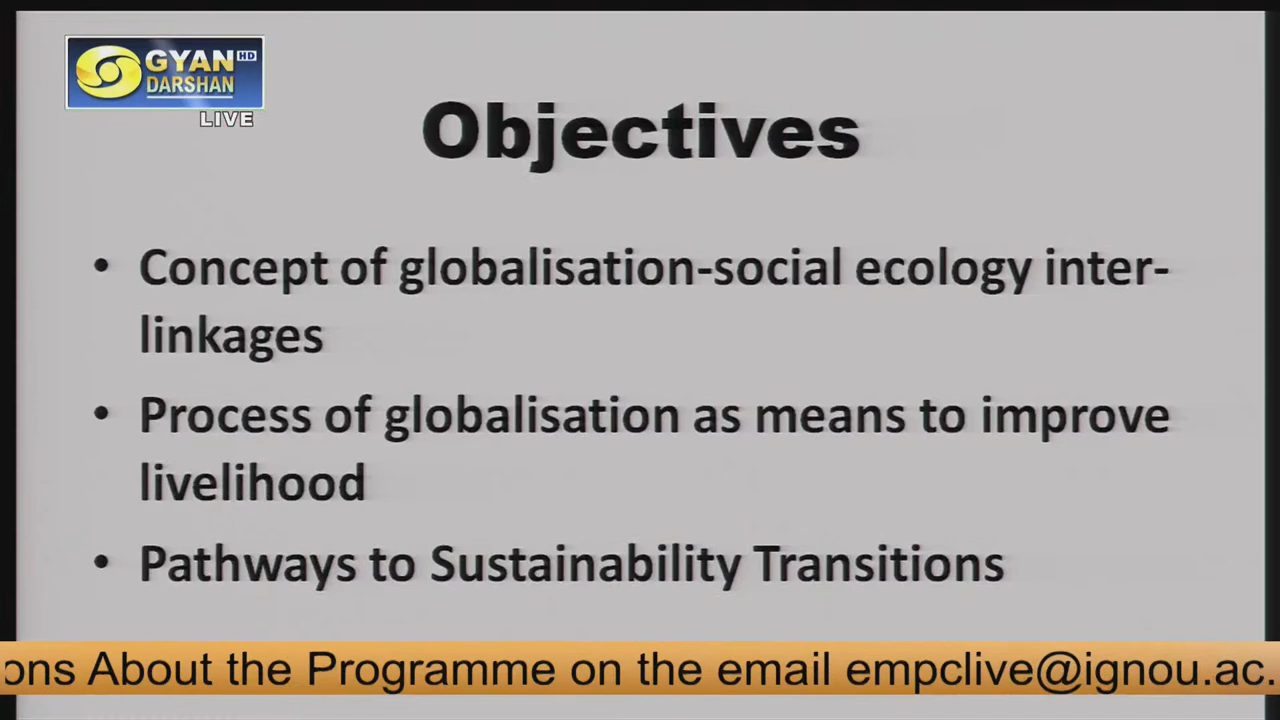 GYAN HD
DARSHAN
LIVE
Objectives
• Concept of globalisation-social ecology inter-
linkages
• Process of globalisation as means to improve
livelihood
• Pathways to Sustainability Transitions
ons About the Programme on the email empclive@ignou.ac.